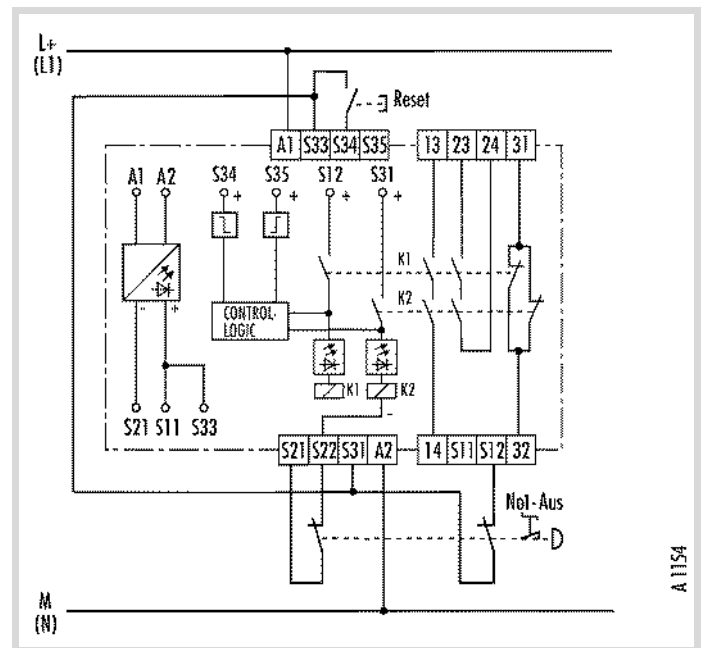 L+
(L1)
Reset
A1 S33 S34 S35
13 23 24 31
A1 A2 S34 S35 S12 S31
+ + + +
K1
K2
CONTROL-
LOGIC
- +
K1 K2
-
S21 S11 S33
S21 S22 S31 A2
14 S11 S12 32
Not-Aus
M
(N)
A 1154